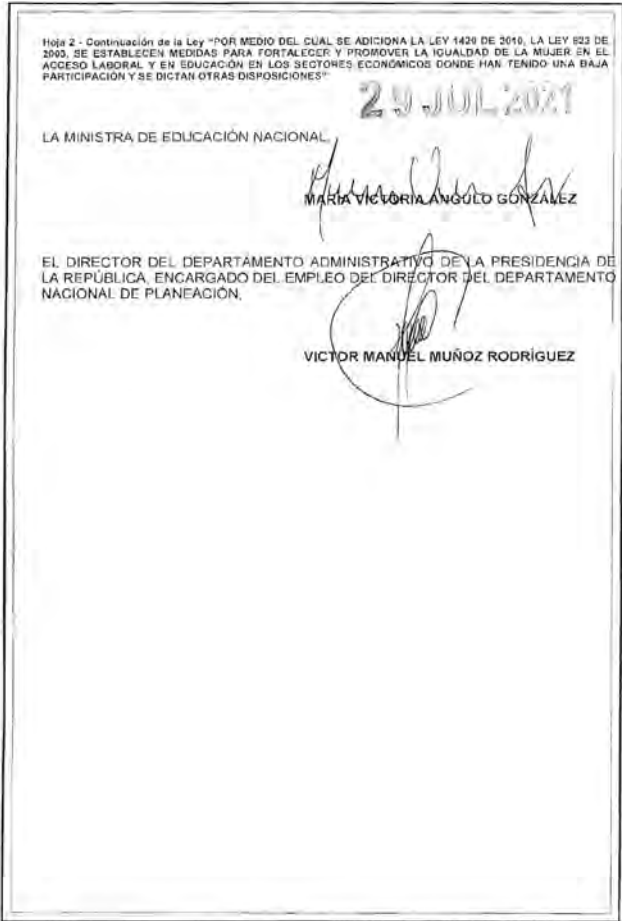 Hoja 2 - Continuación de la Ley "POR MEDIO DEL CUAL SE ADICIONA LA LEY 1429 DE 2010, LA LEY 823 DE
2003, SE ESTABLECEN MEDIDAS PARA FORTALECER Y PROMOVER LA IGUALDAD DE LA MUJER EN EL
ACCESO LABORAL Y EN EDUCACIÓN EN LOS SECTORES ECONÓMICOS DONDE HAN TENIDO UNA BAJA
PARTICIPACIÓN Y SE DICTAN OTRAS DISPOSICIONES"
29 JUL 2021
LA MINISTRA DE EDUCACIÓN NACIONAL,
MARÍA VICTORIA ANGULO GONZÁLEZ
EL DIRECTOR DEL DEPARTAMENTO ADMINISTRATIVO DE LA PRESIDENCIA DE
LA REPÚBLICA, ENCARGADO DEL EMPLEO DEL DIRECTOR DEL DEPARTAMENTO
NACIONAL DE PLANEACIÓN,
VICTOR MANUEL MUÑOZ RODRÍGUEZ